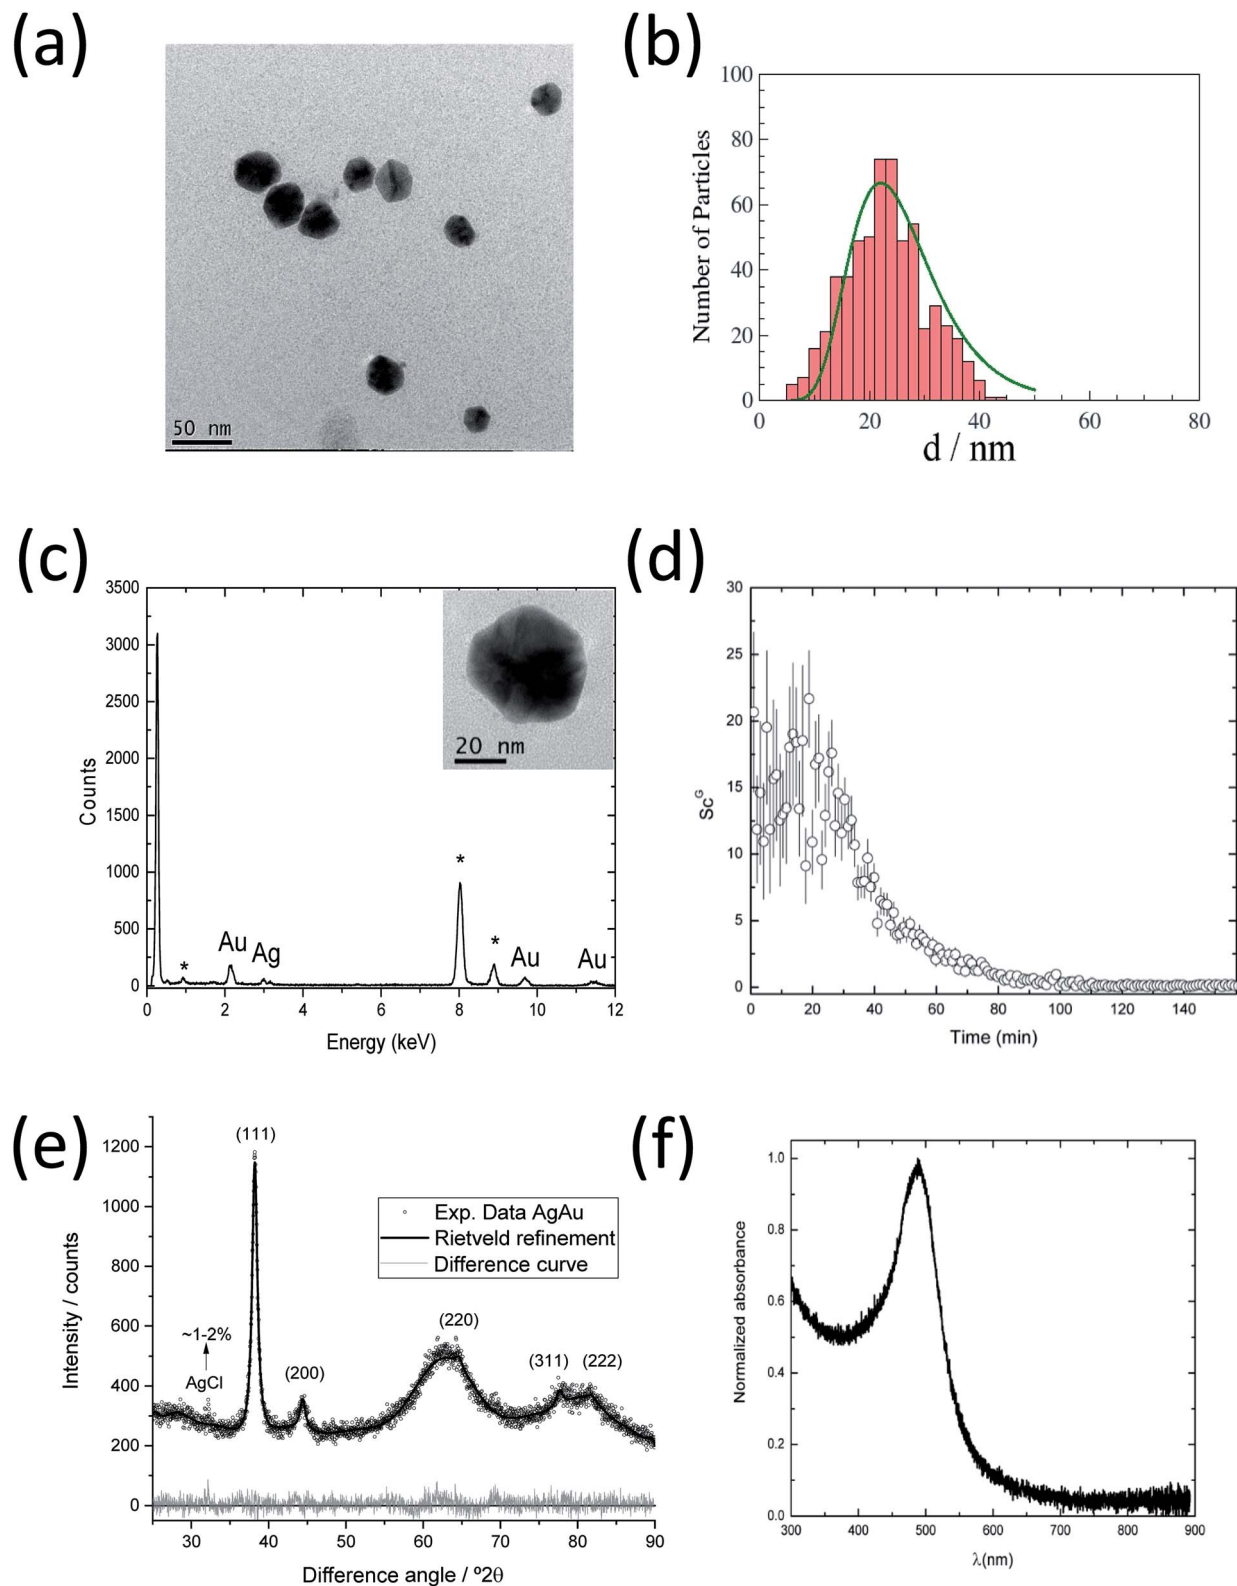 (a)
50 nm
(b)
100
80
60
40
20
0
Number of Particles
0 20 40 60 80
d / nm
(c)
3500
3000
2500
2000
1500
1000
500
0
Counts
20 nm
*
Au
Ag
*
*
Au
Au
0 2 4 6 8 10 12
Energy (keV)
(d)
30
25
20
15
10
5
0
Sc^G
0 20 40 60 80 100 120 140
Time (min)
(e)
1200
1000
800
600
400
200
0
Intensity / counts
(111)
Exp. Data AgAu
Rietveld refinement
Difference curve
~1-2%
AgCl
(200)
(220)
(311)
(222)
30 40 50 60 70 80 90
Difference angle / º2θ
(f)
1.0
0.8
0.6
0.4
0.2
0.0
Normalized absorbance
300 400 500 600 700 800 900
λ(nm)